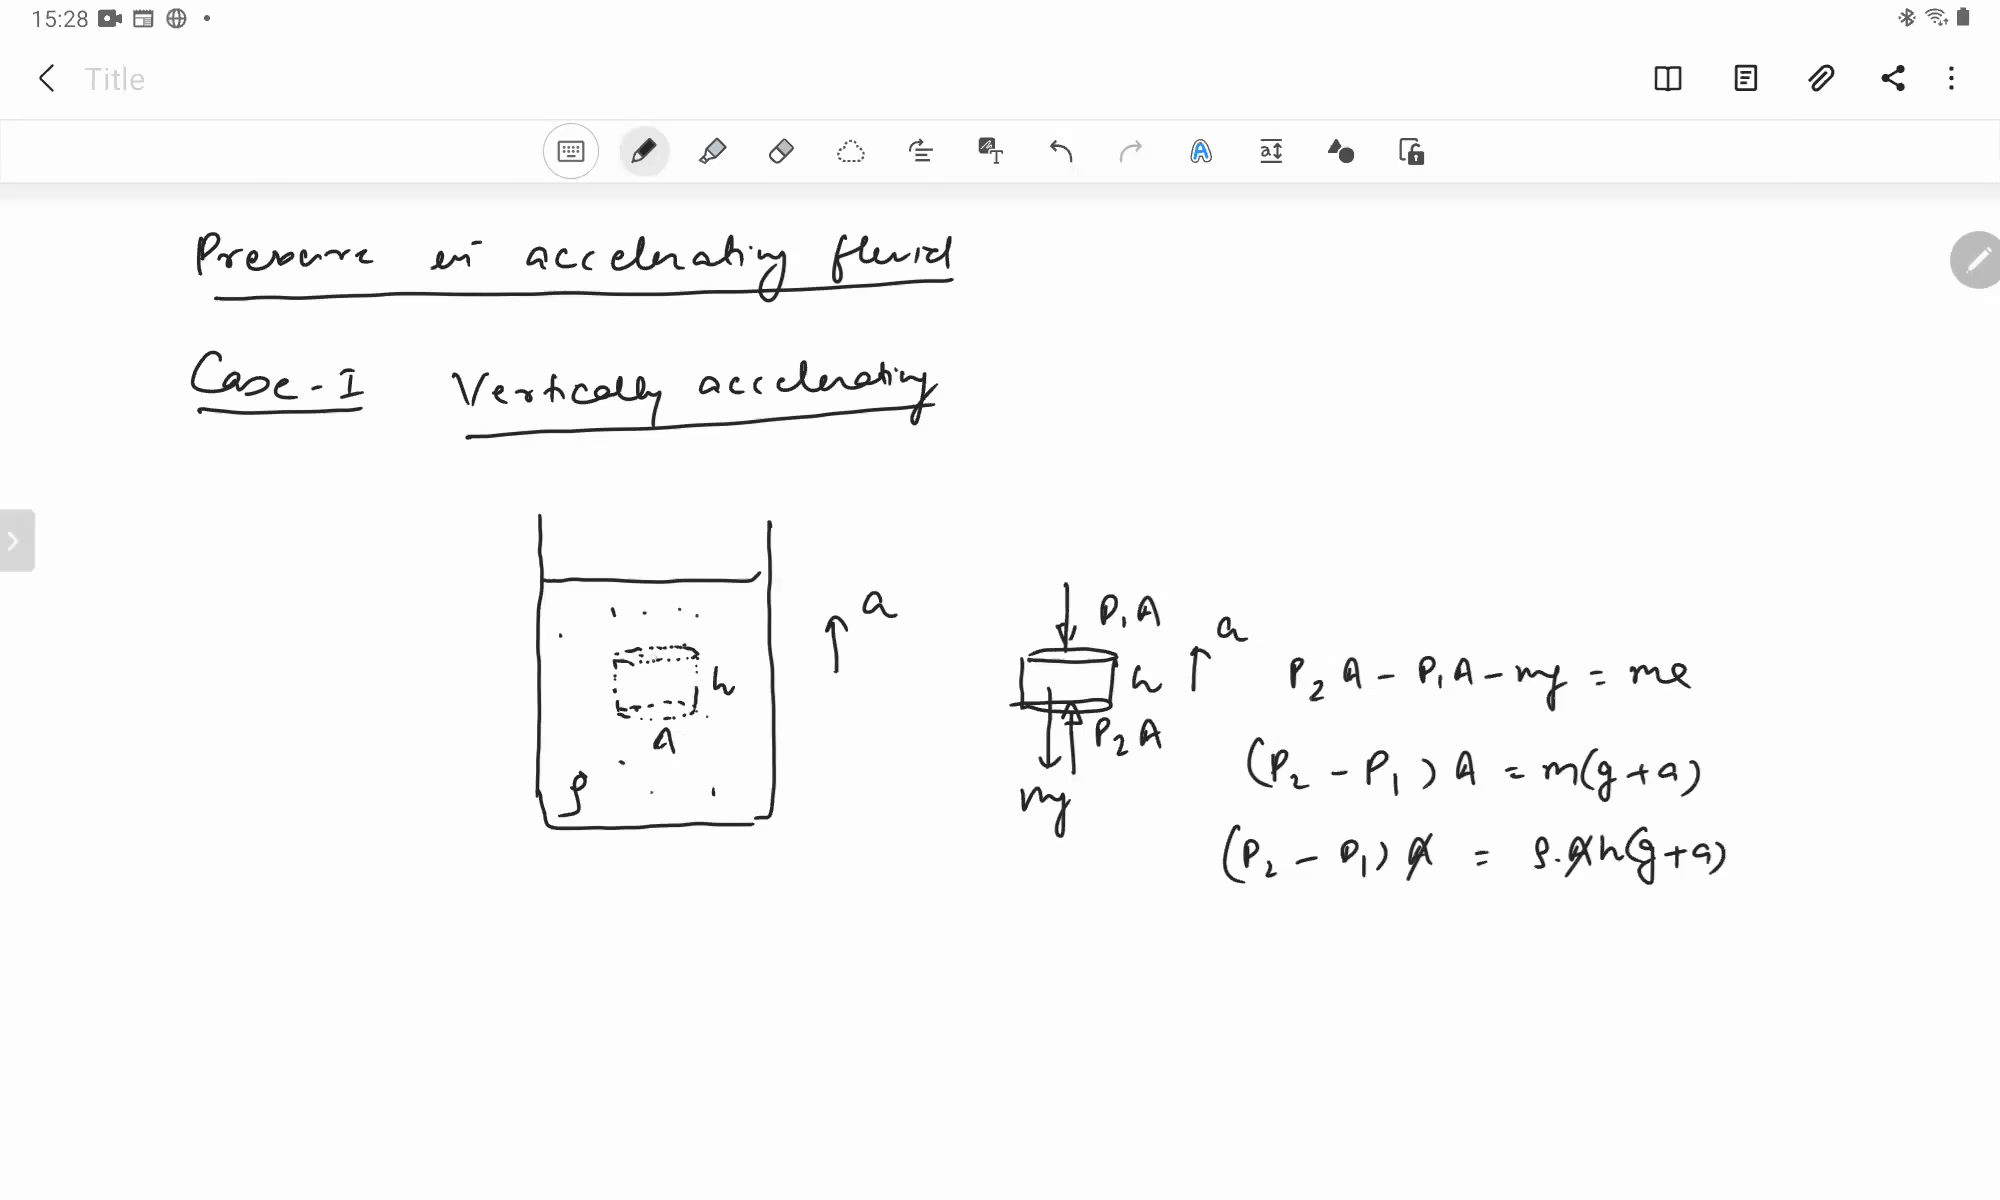 15:28
Title
Pressure in accelerating fluid
Case-I Vertically accelerating
a
h
A
ρ
P₁A
a
h
P₂A
mg
P₂A - P₁A - mg = ma
(P₂ - P₁) A = m(g+a)
(P₂ - P₁) A = ρ.Ah(g+a)